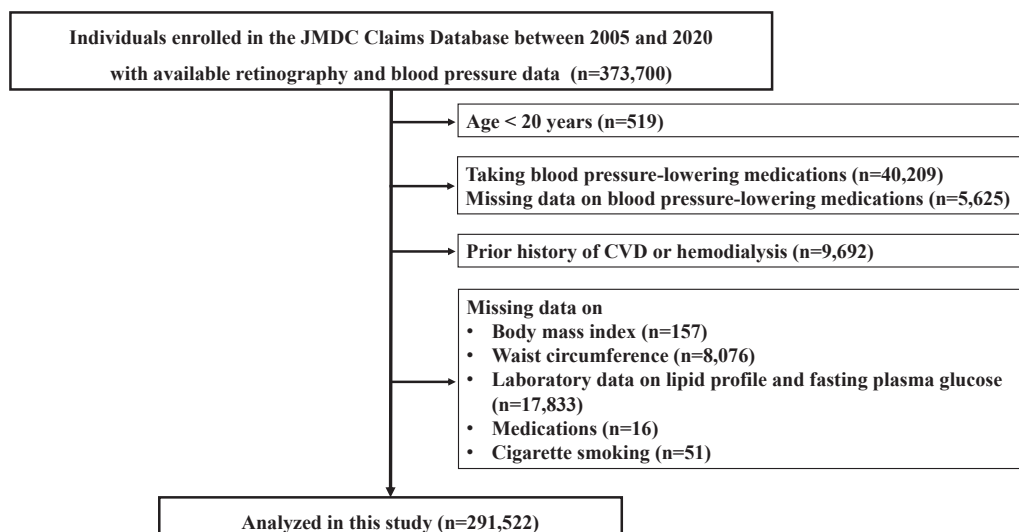 Individuals enrolled in the JMDC Claims Database between 2005 and 2020
with available retinography and blood pressure data (n=373,700)
Age < 20 years (n=519)
Taking blood pressure-lowering medications (n=40,209)
Missing data on blood pressure-lowering medications (n=5,625)
Prior history of CVD or hemodialysis (n=9,692)
Missing data on
• Body mass index (n=157)
• Waist circumference (n=8,076)
• Laboratory data on lipid profile and fasting plasma glucose
(n=17,833)
• Medications (n=16)
• Cigarette smoking (n=51)
Analyzed in this study (n=291,522)